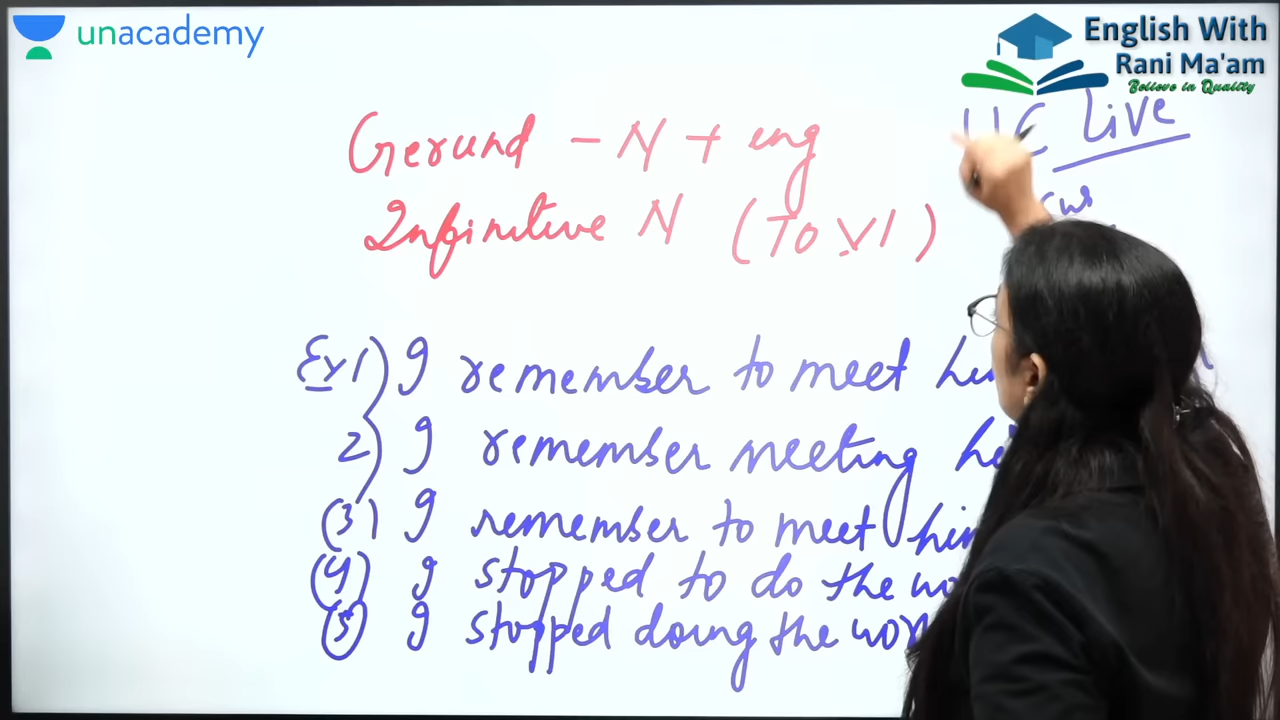 unacademy
English With
Rani Ma'am
Believe in Quality
Live
Gerund - N + ing
Infinitive N (To V1)
Ex 1) I remember to meet
2) I remember meeting
(3) I remember to meet him
(4) I stopped to do the
(5) I stopped doing the